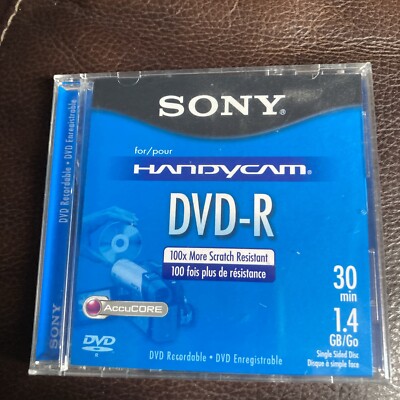 SONY®
for/pour
HANDYCAM®
DVD-R
100x More Scratch Resistant
100 fois plus de résistance
30
min
1.4
GB/Go
Single Sided Disc
Disque à simple face
AccuCORE
DVD
R
DVD Recordable • DVD Enregistrable
SONY
DVD Recordable • DVD Enregistrable